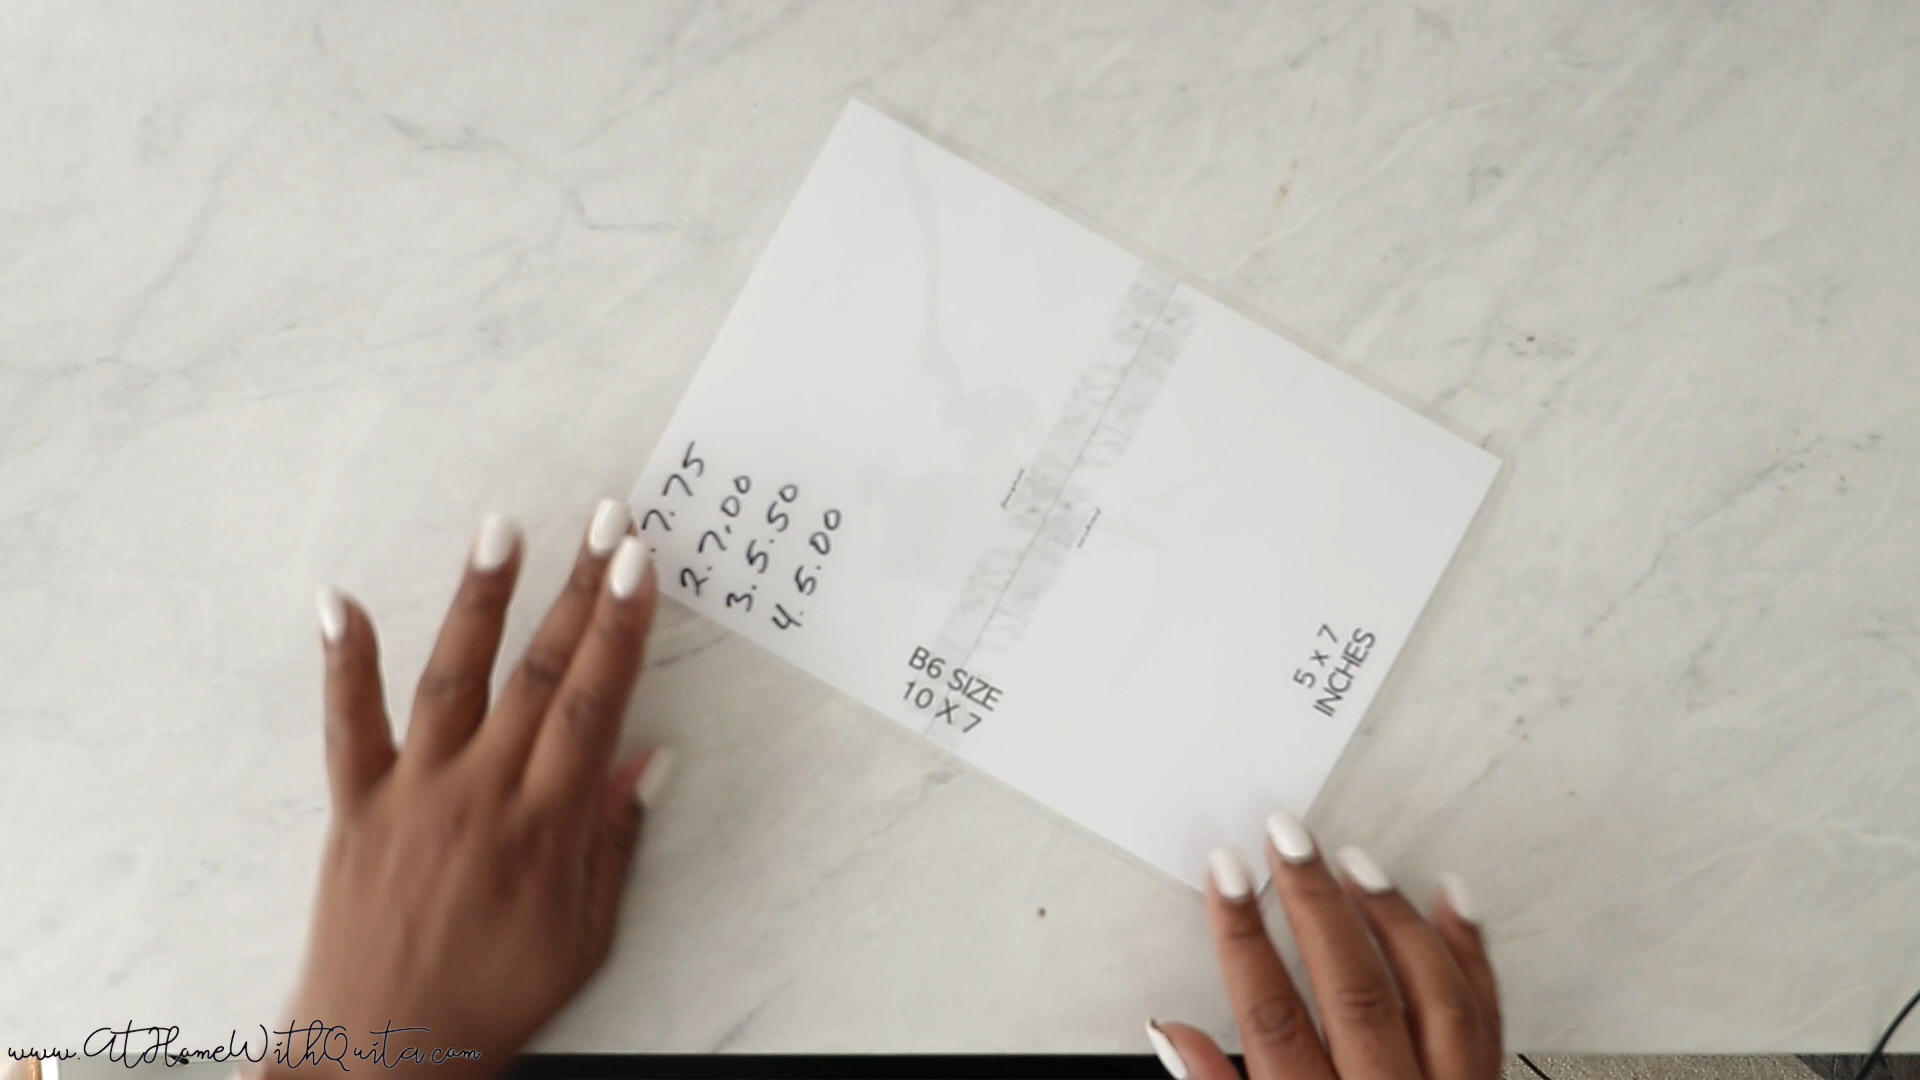 7.75
2. 7.00
3. 5.50
4. 5.00
B6 SIZE
10 X 7
5 x 7
INCHES
www.AtHomeWithQuita.com